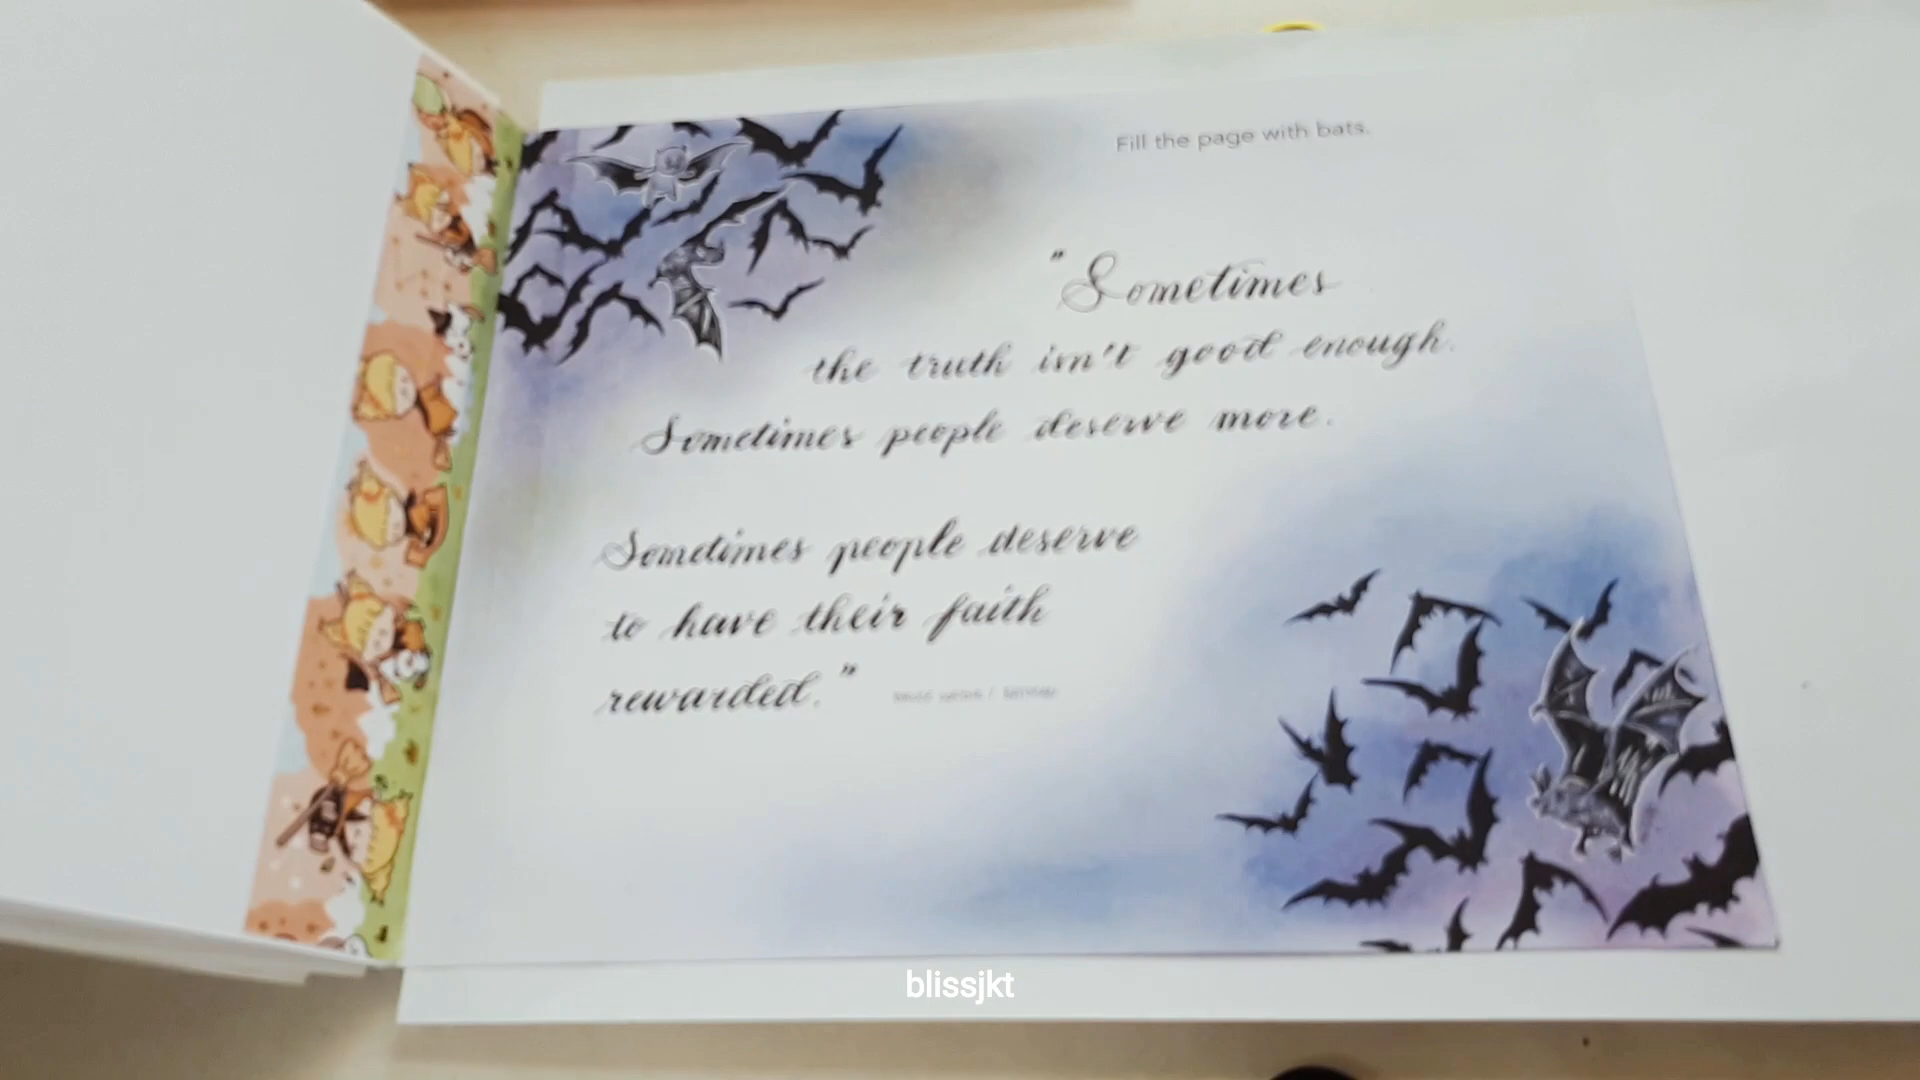 Fill the page with bats.
"Sometimes
the truth isn't good enough.
Sometimes people deserve more.
Sometimes people deserve
to have their faith
rewarded."
blissjkt